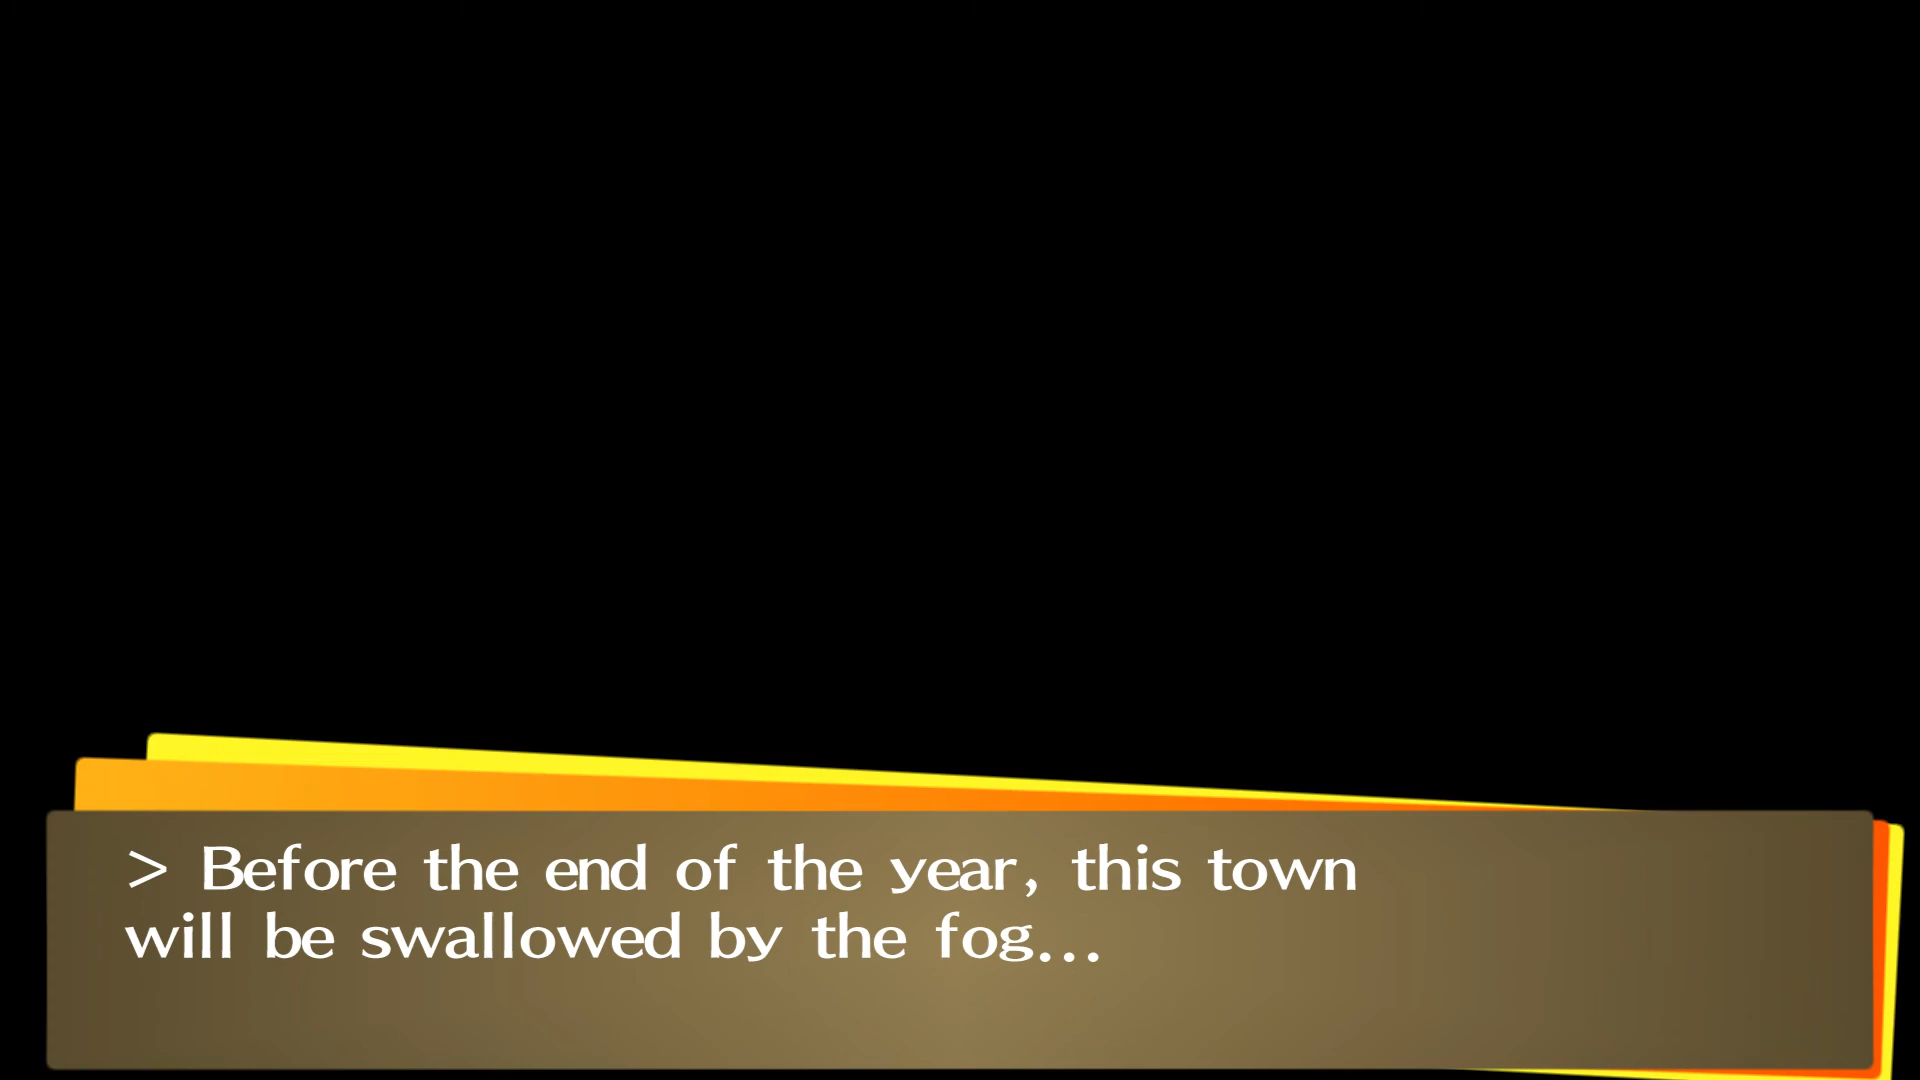 > Before the end of the year, this town
will be swallowed by the fog...